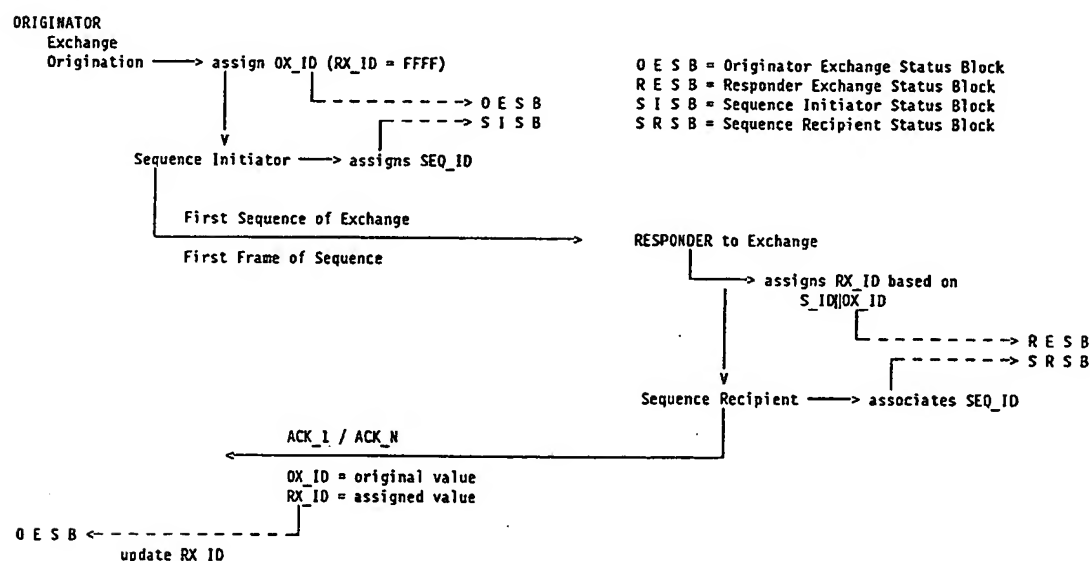 ORIGINATOR
Exchange
Origination
assign OX_ID (RX_ID = FFFF)
O E S B = Originator Exchange Status Block
R E S B = Responder Exchange Status Block
S I S B = Sequence Initiator Status Block
S R S B = Sequence Recipient Status Block
O E S B
S I S B
Sequence Initiator
assigns SEQ_ID
First Sequence of Exchange
First Frame of Sequence
RESPONDER to Exchange
assigns RX_ID based on
S_ID||OX_ID
R E S B
S R S B
Sequence Recipient
associates SEQ_ID
ACK_1 / ACK_N
OX_ID = original value
RX_ID = assigned value
O E S B
update RX ID